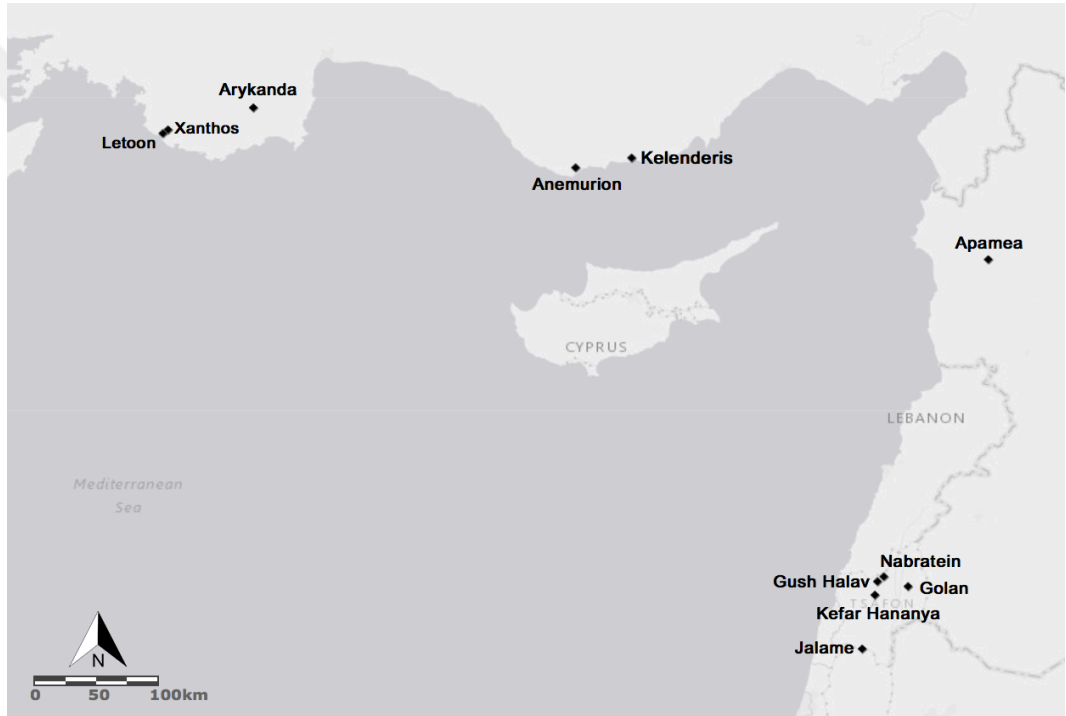 Arykanda
Xanthos
Letoon
Kelenderis
Anemurion
Apamea
CYPRUS
LEBANON
Mediterranean
Sea
Nabratein
Gush Halav
Golan
TSAFON
Kefar Hananya
Jalame
N
0 50 100km